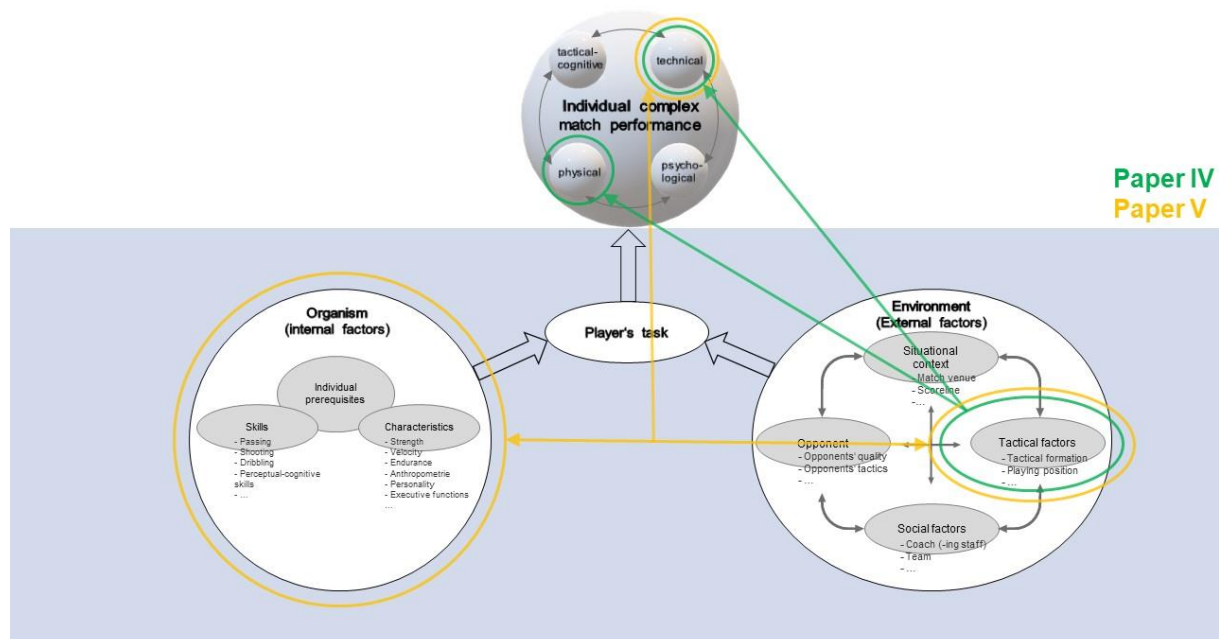 tactical-
cognitive
technical
Individual complex
match performance
physical
psycho-
logical
Paper IV
Paper V
Organism
(internal factors)
Individual
prerequisites
Skills
- Passing
- Shooting
- Dribbling
- Perceptual-cognitive
skills
- ...
Characteristics
- Strength
- Velocity
- Endurance
- Anthropometrie
- Personality
- Executive functions
...
Player's task
Environment
(External factors)
Situational
context
- Match venue
- Scoreline
- ...
Opponent
- Opponents' quality
- Opponents' tactics
- ...
Tactical factors
- Tactical formation
- Playing position
- ...
Social factors
- Coach (-ing staff)
- Team
- ...